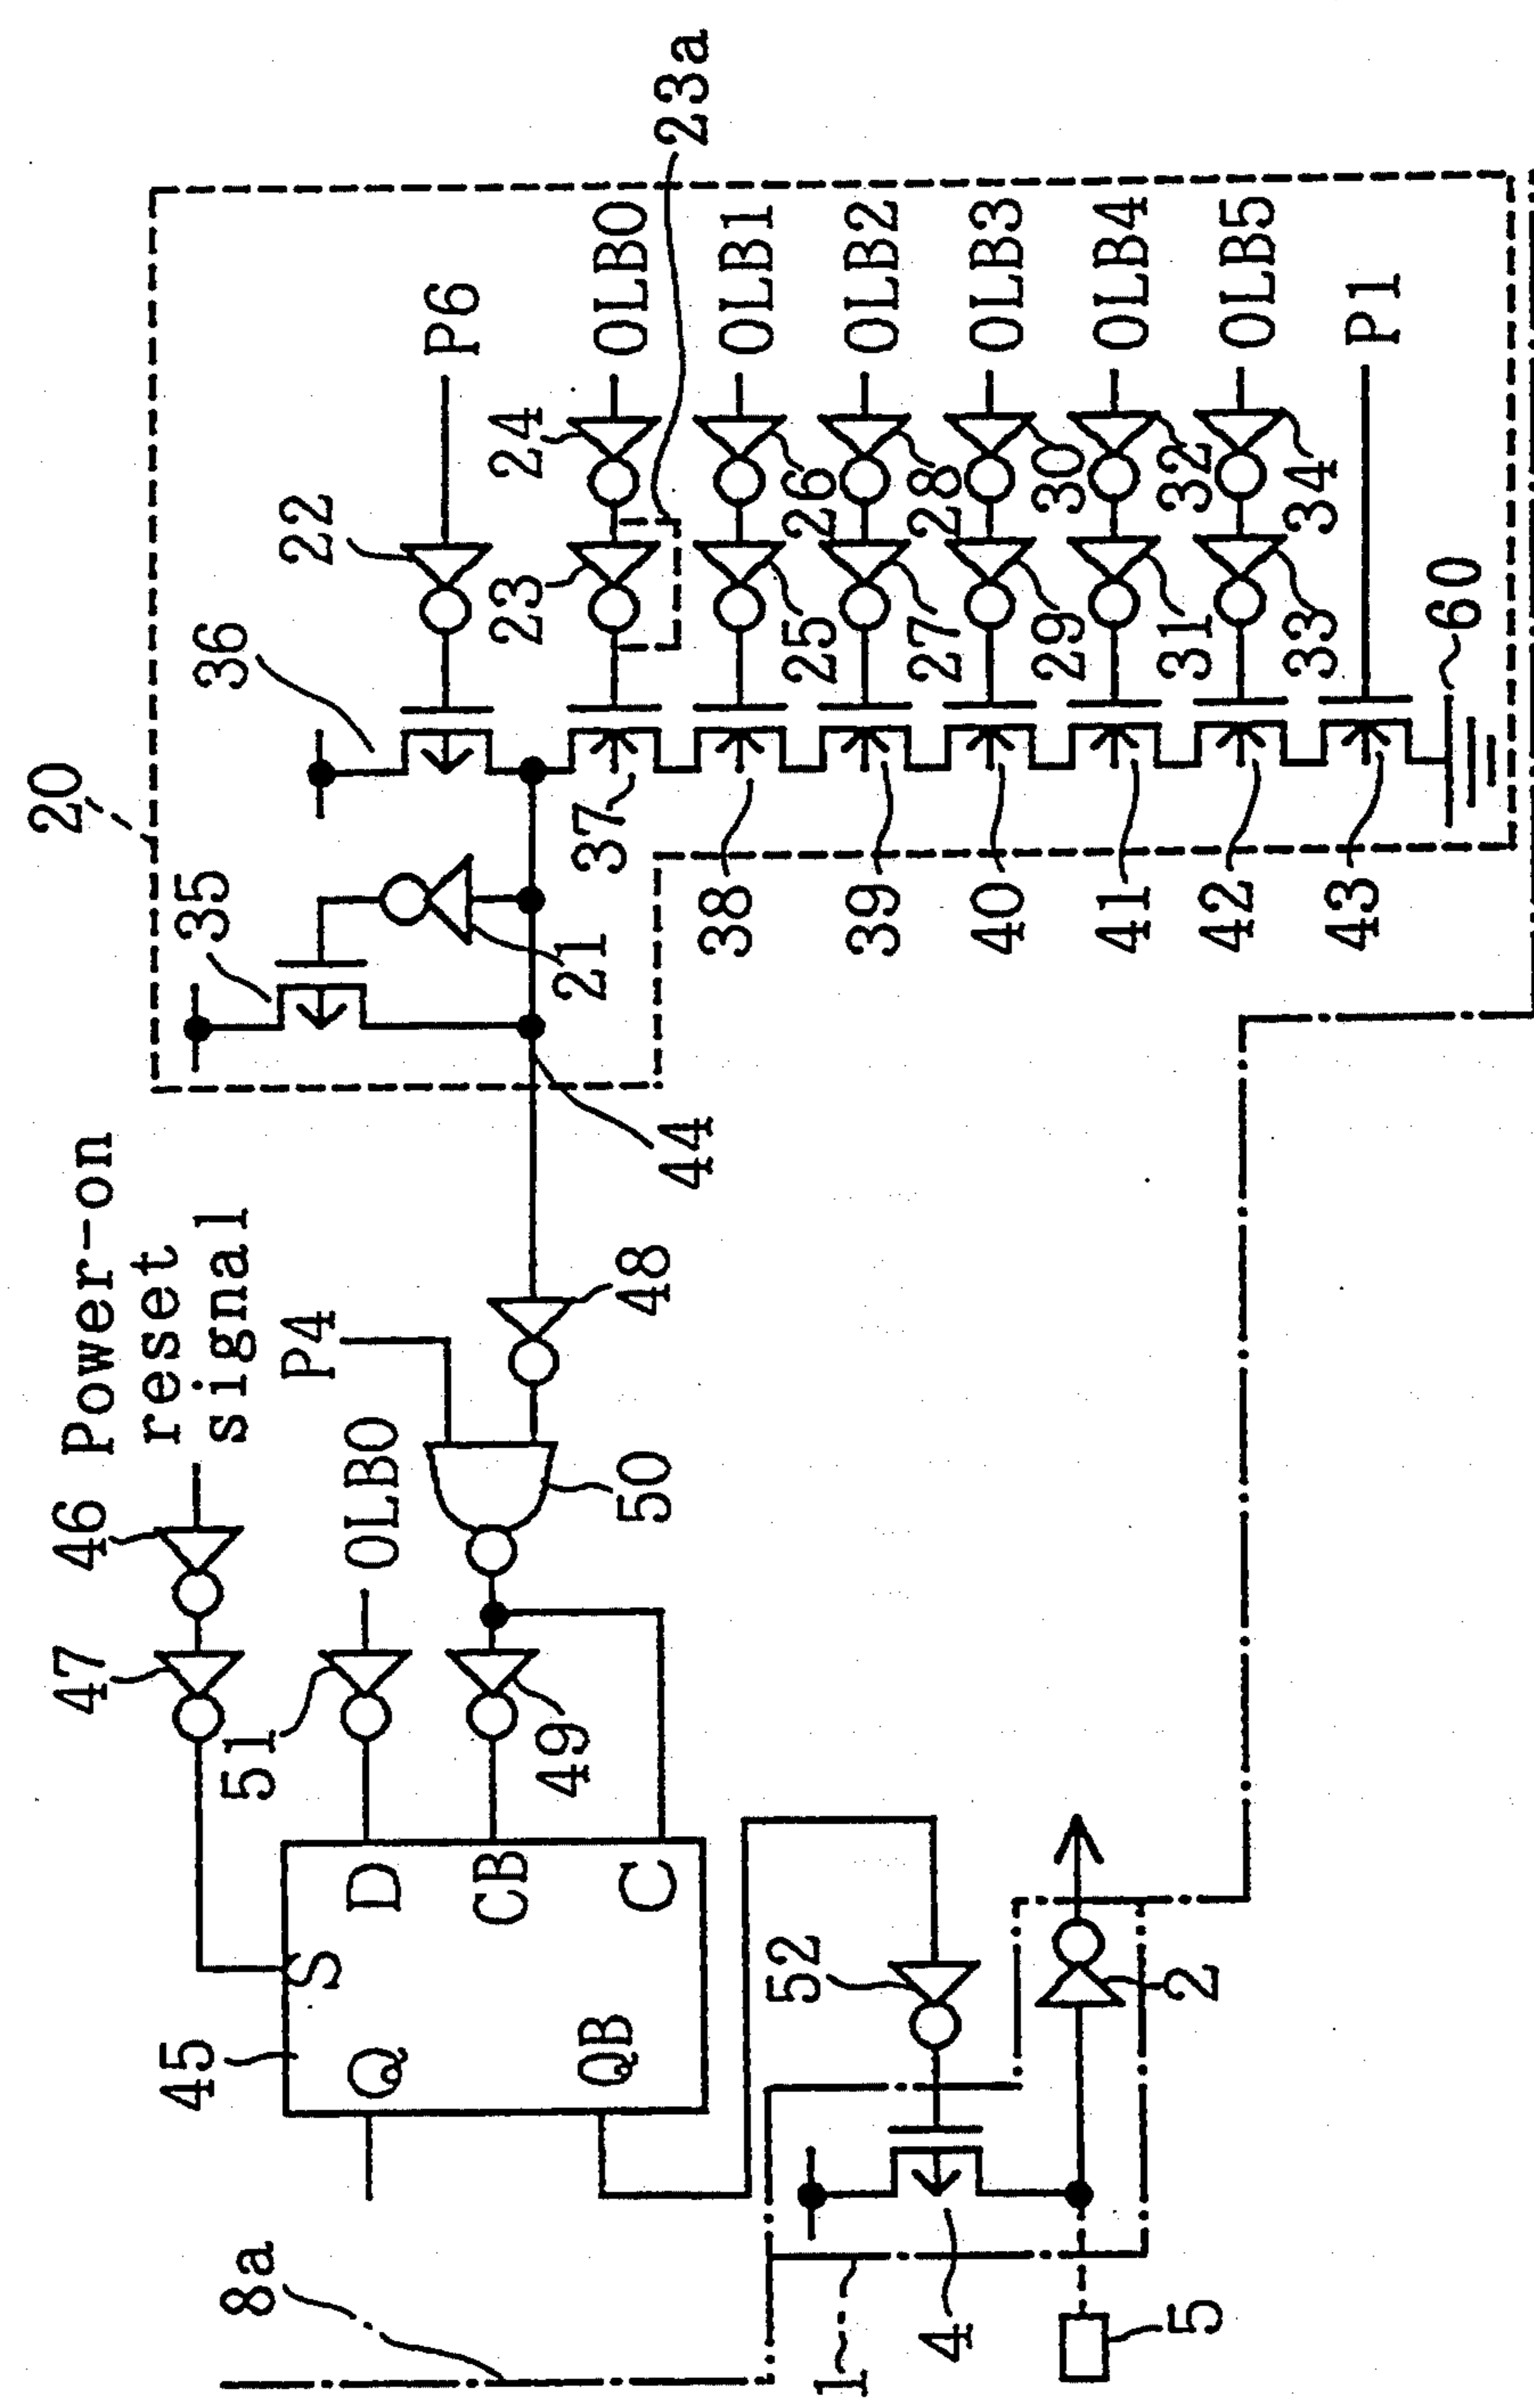 20
35
36
22
P6
21
44
23
24
OLB0
23a
37
25
26
OLB1
38
27
28
OLB2
39
29
30
OLB3
40
31
32
OLB4
41
33
34
OLB5
42
P1
43
60
46
47
Power-on
reset
signal
51
OLB0
P4
48
50
49
45
S
D
CB
C
Q
QB
52
8a
1
4
2
5